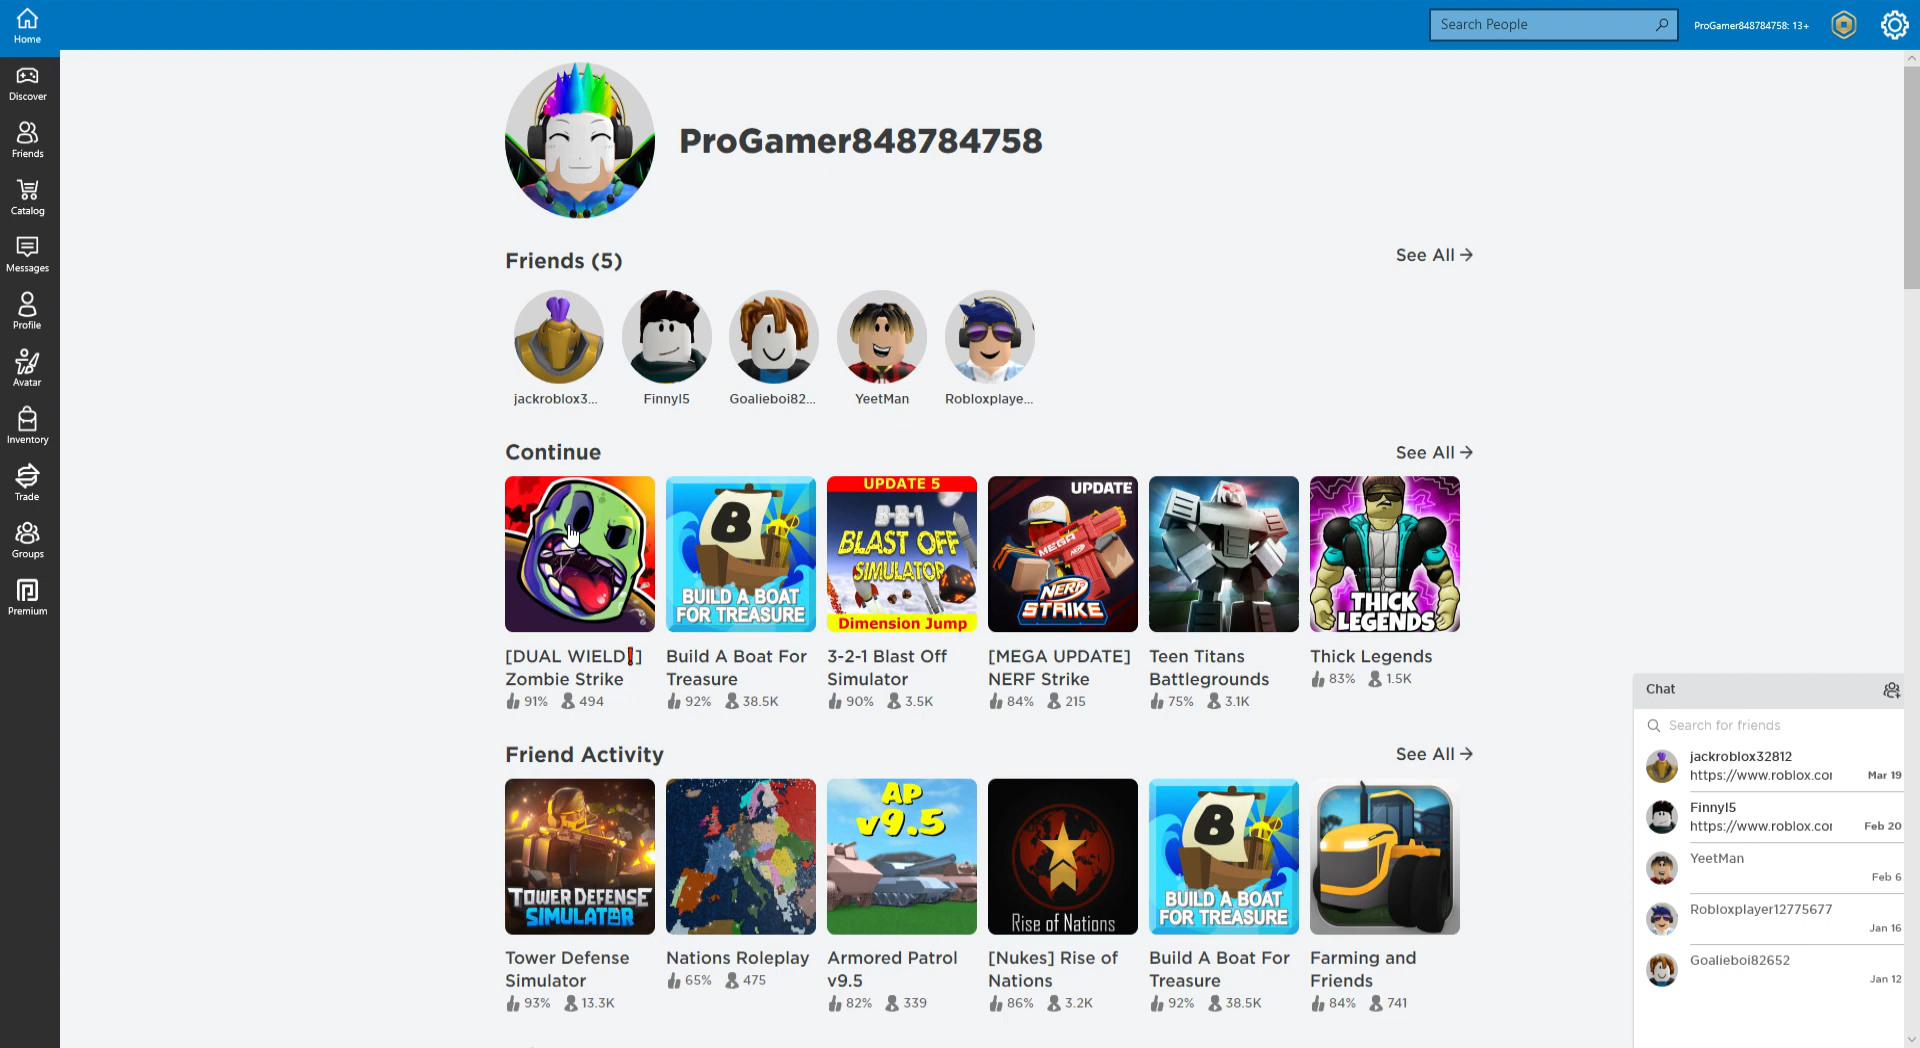 Home
Search People
ProGamer848784758: 13+
Discover
Friends
Catalog
Messages
Profile
Avatar
Inventory
Trade
Groups
Premium
ProGamer848784758
Friends (5)
See All
jackroblox3...
Finnyl5
Goalieboi82...
YeetMan
Robloxplaye...
Continue
See All
B
BUILD A BOAT
FOR TREASURE
UPDATE 5
3-2-1
BLAST OFF
SIMULATOR
Dimension Jump
UPDATE
MEGA
NERF
STRIKE
THICK
LEGENDS
[DUAL WIELD❗]
Zombie Strike
91% 494
Build A Boat For
Treasure
92% 38.5K
3-2-1 Blast Off
Simulator
90% 3.5K
[MEGA UPDATE]
NERF Strike
84% 215
Teen Titans
Battlegrounds
75% 3.1K
Thick Legends
83% 1.5K
Friend Activity
See All
TOWER DEFENSE
SIMULATOR
AP
v9.5
Rise of Nations
B
BUILD A BOAT
FOR TREASURE
Tower Defense
Simulator
93% 13.3K
Nations Roleplay
65% 475
Armored Patrol
v9.5
82% 339
[Nukes] Rise of
Nations
86% 3.2K
Build A Boat For
Treasure
92% 38.5K
Farming and
Friends
84% 741
Chat
Search for friends
jackroblox32812
https://www.roblox.cor
Mar 19
Finnyl5
https://www.roblox.cor
Feb 20
YeetMan
Feb 6
Robloxplayer12775677
Jan 16
Goalieboi82652
Jan 12